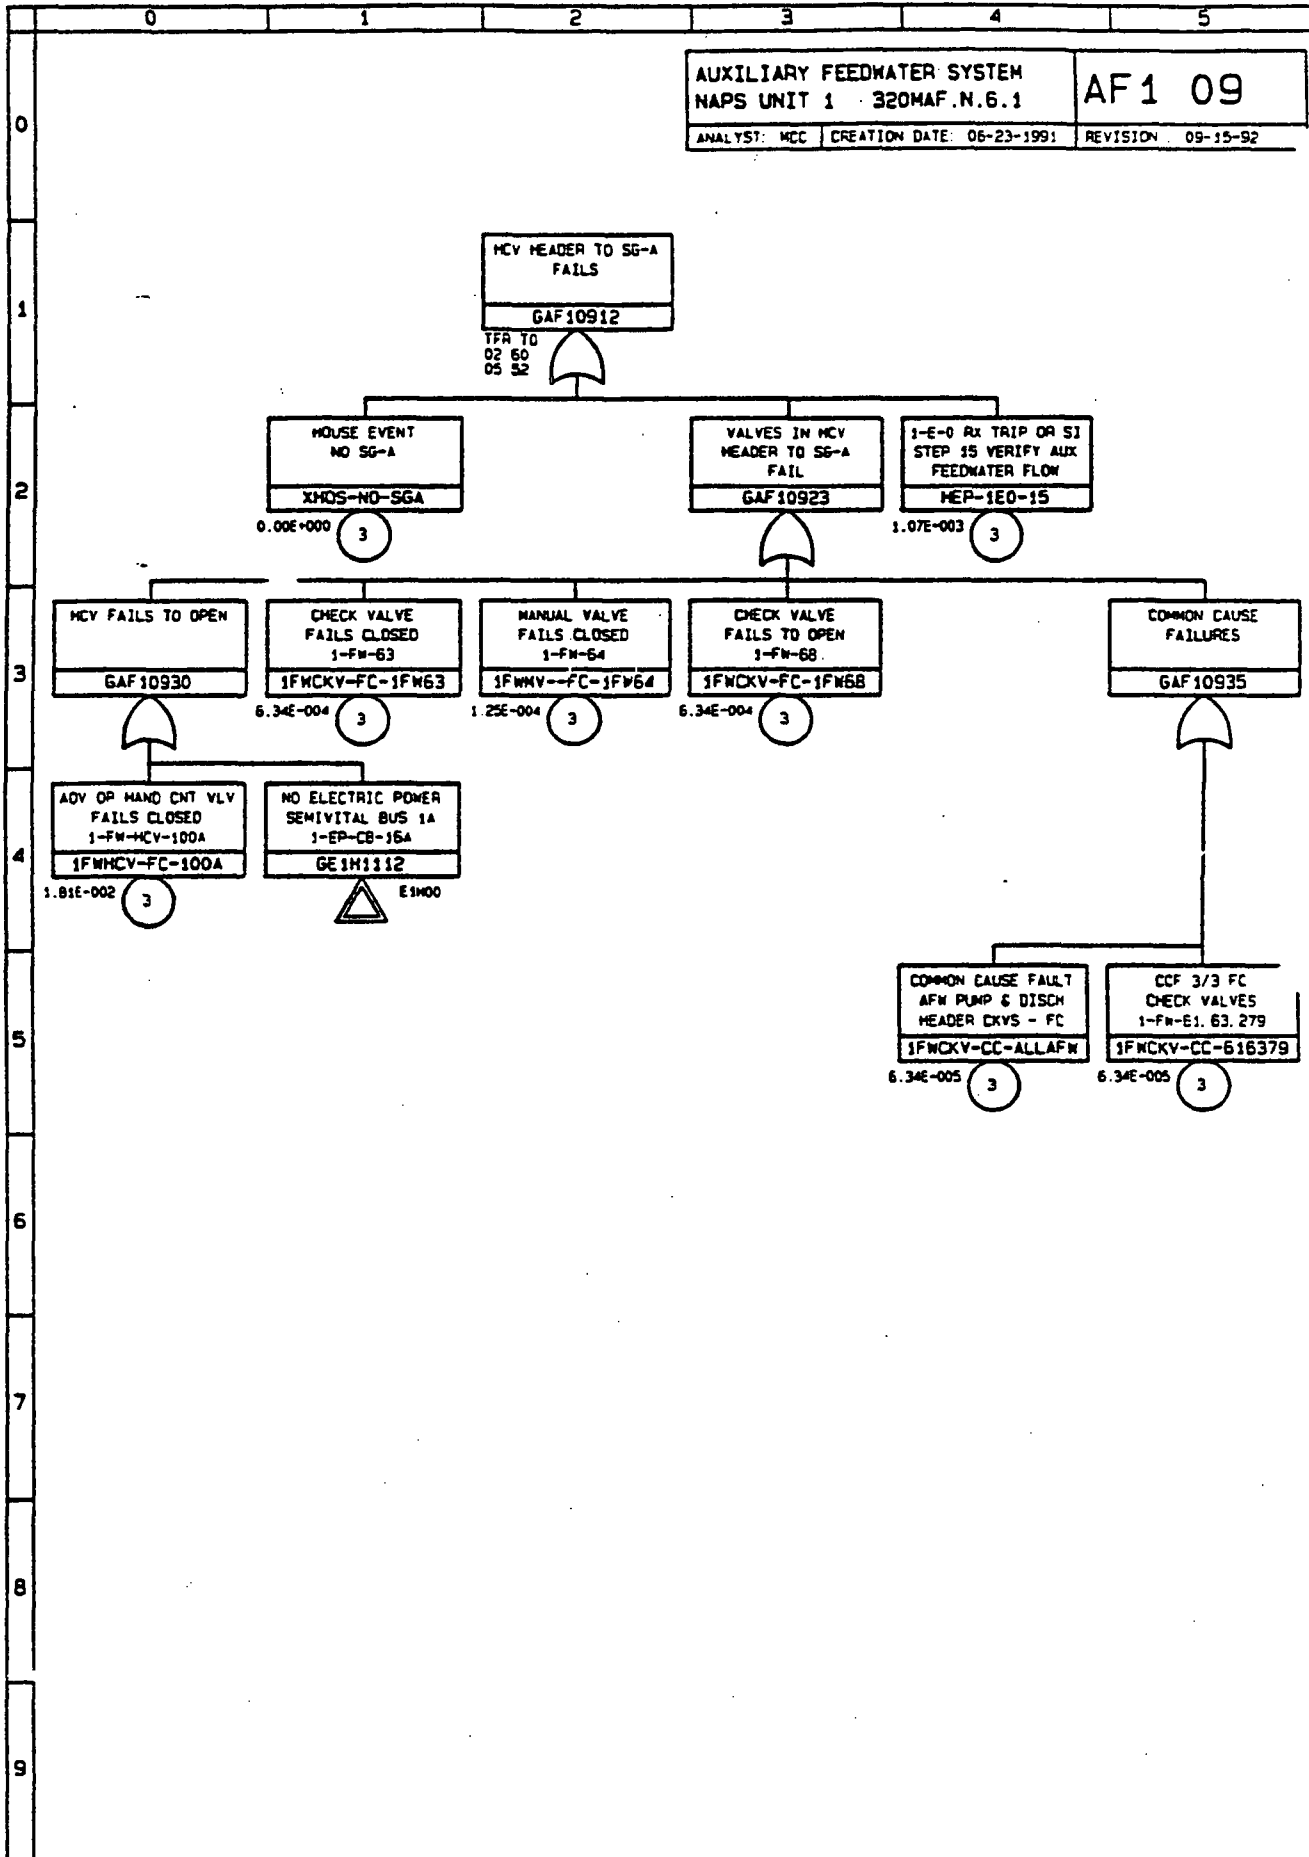 0 1 2 3 4 5
AUXILIARY FEEDWATER SYSTEM
NAPS UNIT 1 320MAF.N.6.1
AF1 09
ANALYST: MCC CREATION DATE: 06-23-1991 REVISION 09-15-92
0
HCV HEADER TO SG-A
FAILS
GAF10912
TFR TO
02 60
05 52
1
HOUSE EVENT
NO SG-A
XHOS-NO-SGA
0.00E+000 3
VALVES IN HCV
HEADER TO SG-A
FAIL
GAF10923
1-E-0 RX TRIP OR SI
STEP 15 VERIFY AUX
FEEDWATER FLOW
HEP-1E0-15
1.07E-003 3
2
HCV FAILS TO OPEN
GAF10930
CHECK VALVE
FAILS CLOSED
1-FW-63
1FWCKV-FC-1FW63
6.34E-004 3
MANUAL VALVE
FAILS CLOSED
1-FW-64
1FWMV--FC-1FW64
1.25E-004 3
CHECK VALVE
FAILS TO OPEN
1-FW-68
1FWCKV-FC-1FW68
6.34E-004 3
COMMON CAUSE
FAILURES
GAF10935
3
AOV OR HAND CNT VLV
FAILS CLOSED
1-FW-HCV-100A
1FWHCV-FC-100A
1.81E-002 3
NO ELECTRIC POWER
SEMIVITAL BUS 1A
1-EP-CB-16A
GE1H1112
E1H00
4
COMMON CAUSE FAULT
AFW PUMP & DISCH
HEADER CKVS - FC
1FWCKV-CC-ALLAFW
6.34E-005 3
CCF 3/3 FC
CHECK VALVES
1-FW-61. 63. 279
1FWCKV-CC-616379
6.34E-005 3
5
6
7
8
9